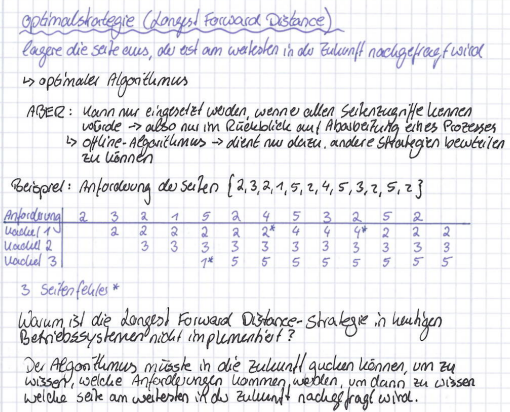 Optimalstrategie (Longest Forward Distance)
lagere die Seite aus, die erst am weitesten in der Zukunft nachgefragt wird
↳ optimaler Algorithmus
ABER: kann nur eingesetzt werden, wenn er allen Seitenzugriffe kennen
würde → also nur im Rückblick auf Abarbeitung eines Prozesses
↳ offline-Algorithmus → dient nur dazu, andere Strategien beurteilen
zu können
Beispiel: Anforderung der Seiten {2,3,2,1,5,2,4,5,3,2,5,2}
Anforderung 2 3 2 1 5 2 4 5 3 2 5 2
Kachel 1 2 2 2 2 2 2* 4 4 4* 2 2 2
Kachel 2 3 3 3 3 3 3 3 3 3 3
Kachel 3 1* 5 5 5 5 5 5 5
3 Seitenfehler *
Warum ist die Longest Forward Distance-Strategie in heutigen
Betriebssystemen nicht implementiert?
Der Algorithmus müsste in die Zukunft gucken können, um zu
wissen, welche Anforderungen kommen werden, um dann zu wissen
welche Seite am weitesten in der Zukunft nachgefragt wird.